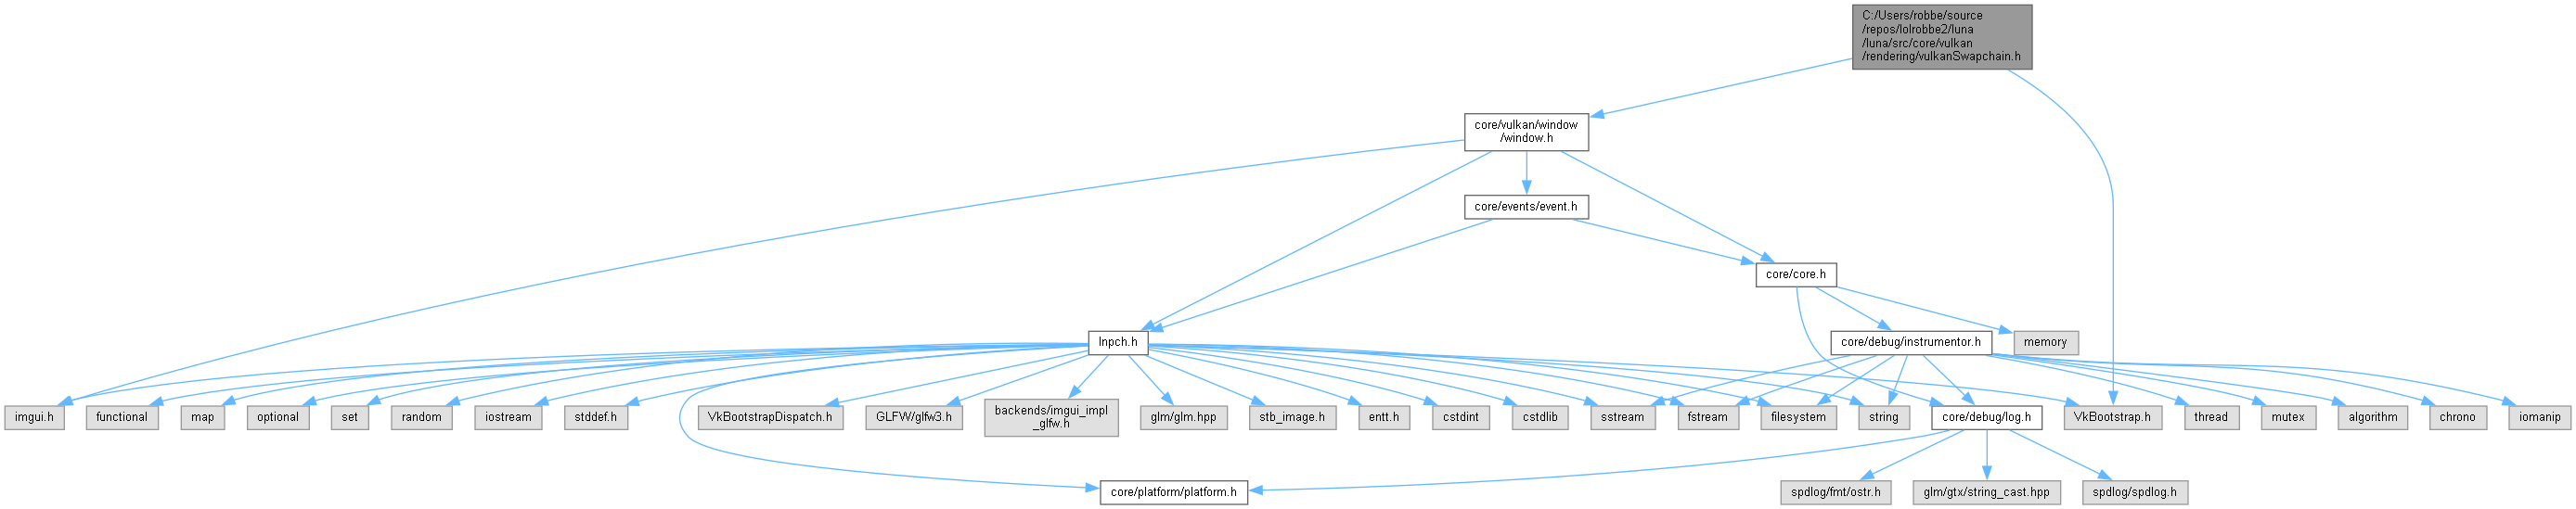 C:/Users/robbe/source
/repos/lolrobbe2/luna
/luna/src/core/vulkan
/rendering/vulkanSwapchain.h
core/vulkan/window
/window.h
core/events/event.h
core/core.h
lnpch.h
core/debug/instrumentor.h
memory
imgui.h
functional
map
optional
set
random
iostream
stddef.h
VkBootstrapDispatch.h
GLFW/glfw3.h
backends/imgui_impl
_glfw.h
glm/glm.hpp
stb_image.h
entt.h
cstdint
cstdlib
sstream
fstream
filesystem
string
core/debug/log.h
VkBootstrap.h
thread
mutex
algorithm
chrono
iomanip
core/platform/platform.h
spdlog/fmt/ostr.h
glm/gtx/string_cast.hpp
spdlog/spdlog.h